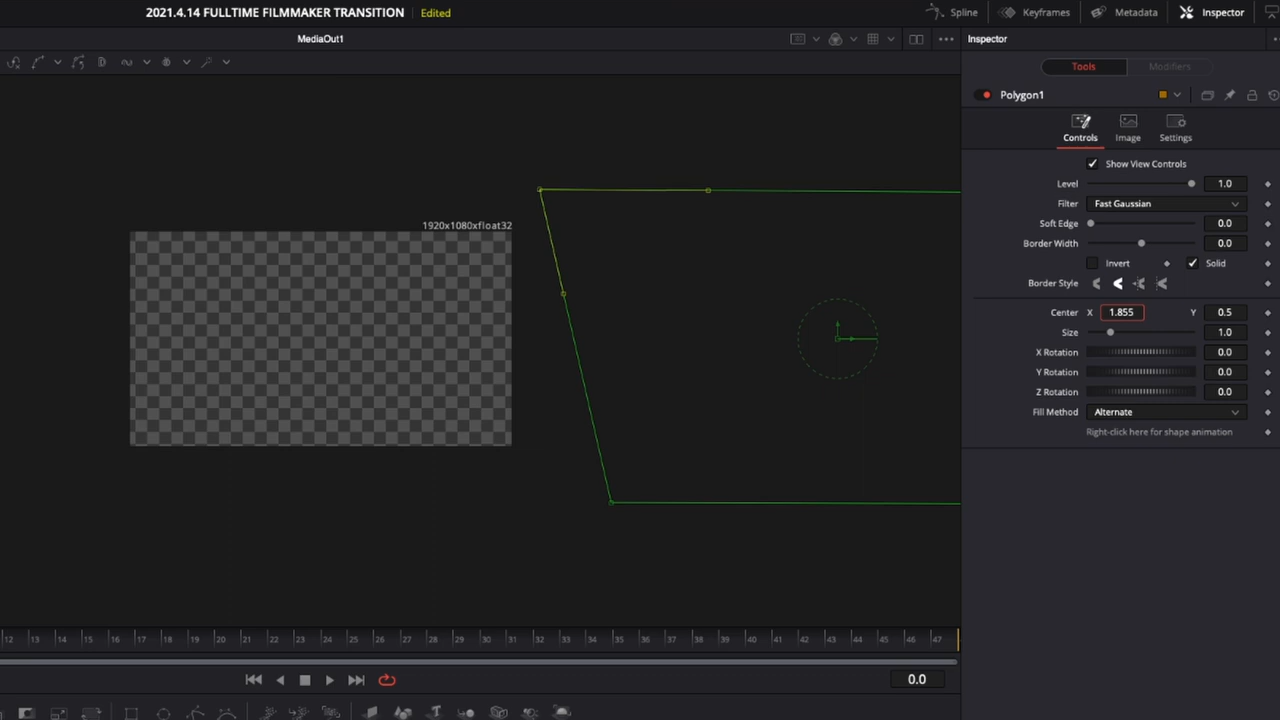 2021.4.14 FULLTIME FILMMAKER TRANSITION Edited
Spline Keyframes Metadata Inspector
MediaOut1
Inspector
Tools Modifiers
Polygon1
Controls Image Settings
Show View Controls
Level 1.0
Filter Fast Gaussian
Soft Edge 0.0
Border Width 0.0
Invert Solid
Border Style
Center X 1.855 Y 0.5
Size 1.0
X Rotation 0.0
Y Rotation 0.0
Z Rotation 0.0
Fill Method Alternate
Right-click here for shape animation
1920x1080xfloat32
12 13 14 15 16 17 18 19 20 21 22 23 24 25 26 27 28 29 30 31 32 33 34 35 36 37 38 39 40 41 42 43 44 45 46 47
0.0